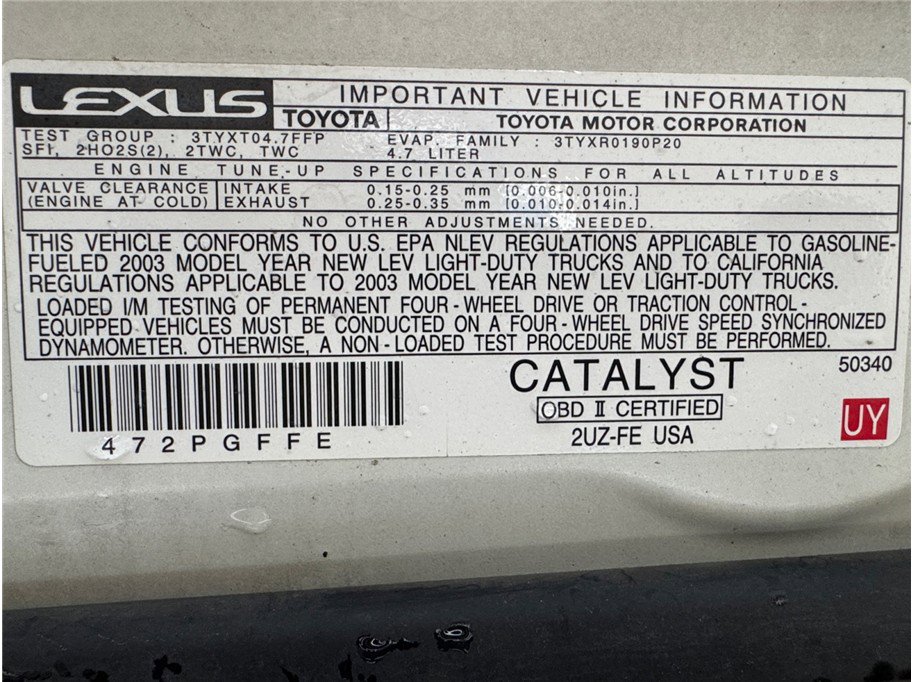 LEXUS IMPORTANT VEHICLE INFORMATION
TOYOTA TOYOTA MOTOR CORPORATION
TEST GROUP : 3TYXT04.7FFP EVAP. FAMILY : 3TYXR0190P20
SFI, 2HO2S(2), 2TWC, TWC 4.7 LITER
ENGINE TUNE-UP SPECIFICATIONS FOR ALL ALTITUDES
VALVE CLEARANCE INTAKE 0.15-0.25 mm [0.006-0.010in.]
(ENGINE AT COLD) EXHAUST 0.25-0.35 mm [0.010-0.014in.]
NO OTHER ADJUSTMENTS NEEDED.
THIS VEHICLE CONFORMS TO U.S. EPA NLEV REGULATIONS APPLICABLE TO GASOLINE-
FUELED 2003 MODEL YEAR NEW LEV LIGHT-DUTY TRUCKS AND TO CALIFORNIA
REGULATIONS APPLICABLE TO 2003 MODEL YEAR NEW LEV LIGHT-DUTY TRUCKS.
LOADED I/M TESTING OF PERMANENT FOUR-WHEEL DRIVE OR TRACTION CONTROL-
EQUIPPED VEHICLES MUST BE CONDUCTED ON A FOUR-WHEEL DRIVE SPEED SYNCHRONIZED
DYNAMOMETER. OTHERWISE, A NON-LOADED TEST PROCEDURE MUST BE PERFORMED.
CATALYST 50340
OBD II CERTIFIED UY
472PGFFE 2UZ-FE USA